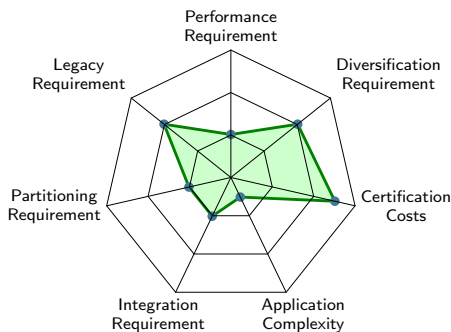 Performance
Requirement
Legacy
Requirement
Diversification
Requirement
Partitioning
Requirement
Certification
Costs
Integration
Requirement
Application
Complexity